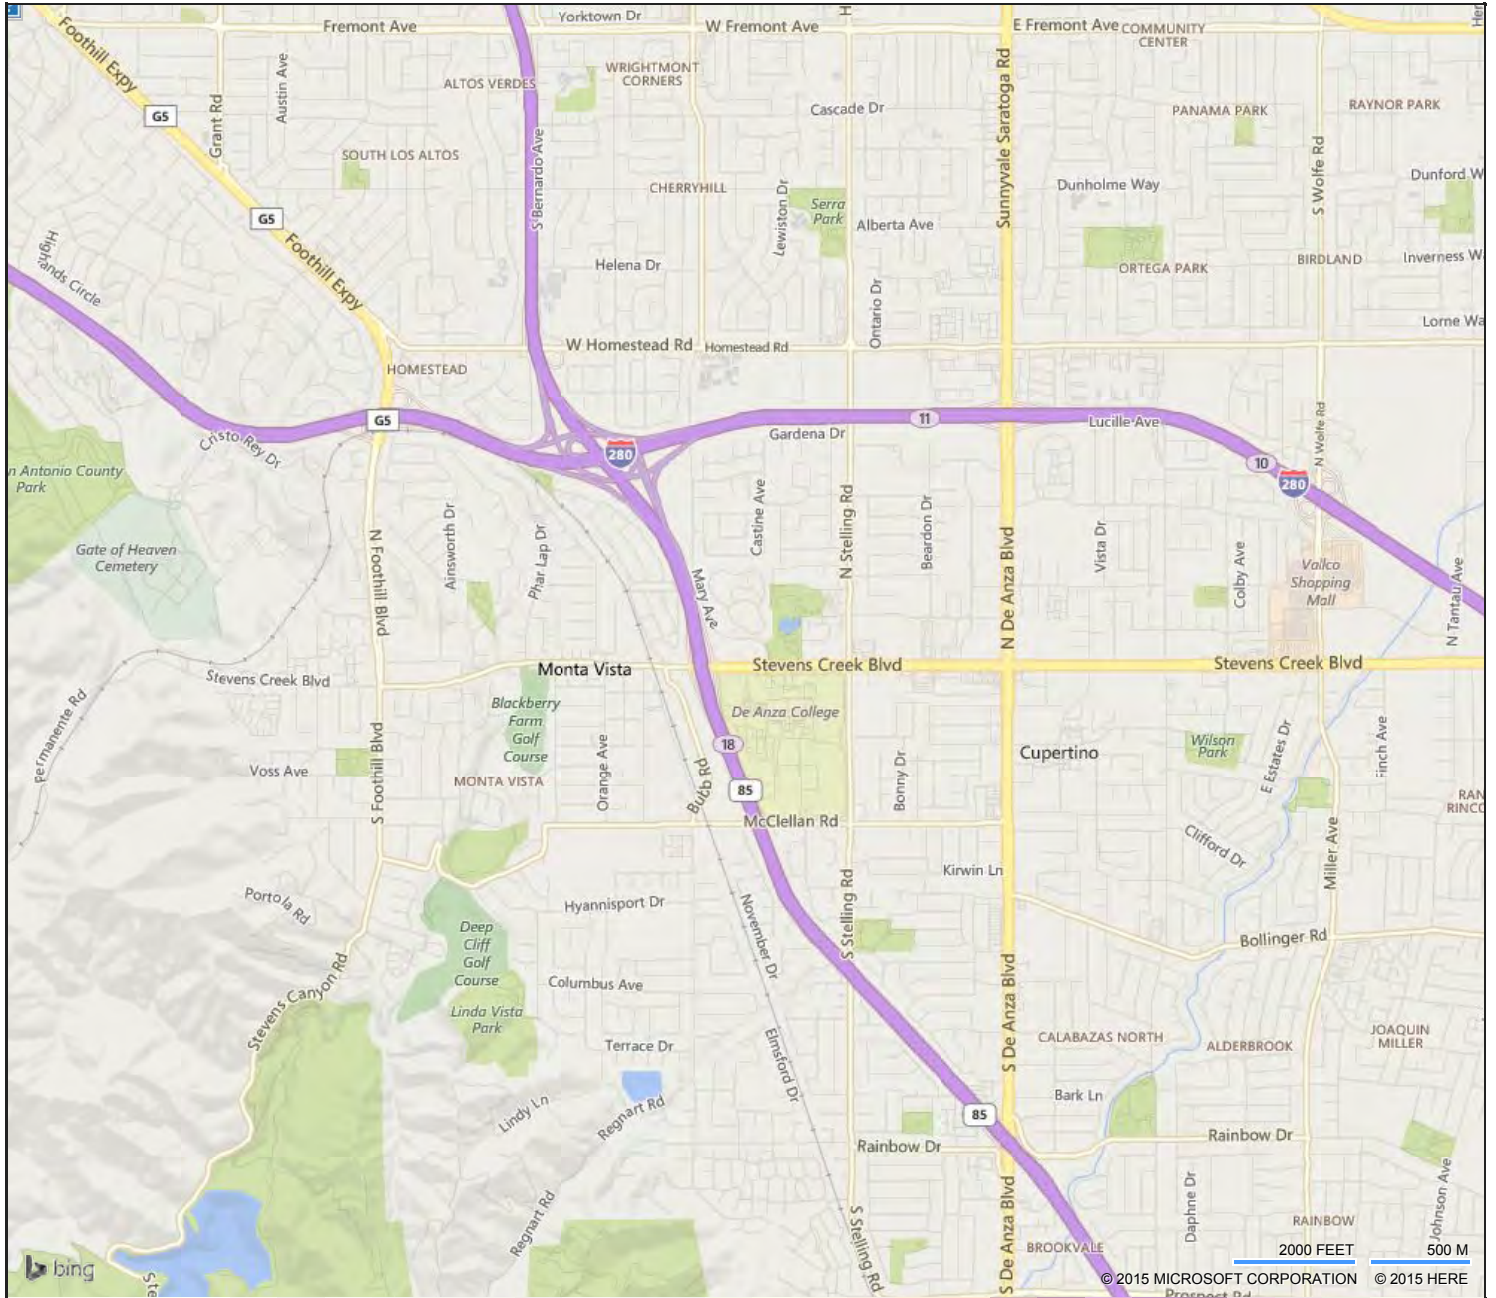 Yorktown Dr
Fremont Ave
W Fremont Ave
E Fremont Ave
COMMUNITY
CENTER
Foothill Expy
WRIGHTMONT
CORNERS
ALTOS VERDES
Austin Ave
Grant Rd
G5
Cascade Dr
PANAMA PARK
RAYNOR PARK
Sunnyvale Saratoga Rd
SOUTH LOS ALTOS
S Bernardo Ave
CHERRYHILL
Lewiston Dr
Serra
Park
Dunholme Way
S Wolfe Rd
Dunford W
G5
Alberta Ave
Foothill Expy
Highlands Circle
Helena Dr
ORTEGA PARK
BIRDLAND
Inverness W
Ontario Dr
Lorne Wa
W Homestead Rd
Homestead Rd
HOMESTEAD
G5
11
Lucille Ave
Cristo Rey Dr
Gardena Dr
280
10
280
N Wolfe Rd
n Antonio County
Park
Ainsworth Dr
Phar Lap Dr
Castine Ave
N Stelling Rd
Beardon Dr
N De Anza Blvd
Vista Dr
Colby Ave
Gate of Heaven
Cemetery
N Foothill Blvd
Mary Ave
Vallco
Shopping
Mall
N Tantau Ave
Monta Vista
Stevens Creek Blvd
Stevens Creek Blvd
Stevens Creek Blvd
Permanente Rd
Blackberry
Farm
Golf
Course
De Anza College
18
Cupertino
Wilson
Park
E Estates Dr
Finch Ave
S Foothill Blvd
Voss Ave
MONTA VISTA
Orange Ave
Bubb Rd
85
Bonny Dr
RAN
RINCO
McClellan Rd
Clifford Dr
Miller Ave
Kirwin Ln
Portola Rd
Hyannisport Dr
November Dr
S Stelling Rd
Deep
Cliff
Golf
Course
Bollinger Rd
Stevens Canyon Rd
Columbus Ave
Linda Vista
Park
S De Anza Blvd
CALABAZAS NORTH
ALDERBROOK
JOAQUIN
MILLER
Terrace Dr
Elmsford Dr
Lindy Ln
Regnart Rd
85
Bark Ln
Rainbow Dr
Rainbow Dr
Regnart Rd
S Stelling Rd
S De Anza Blvd
Daphne Dr
Johnson Ave
RAINBOW
BROOKVALE
bing
Ste
2000 FEET
500 M
© 2015 MICROSOFT CORPORATION
© 2015 HERE
Prospect Rd